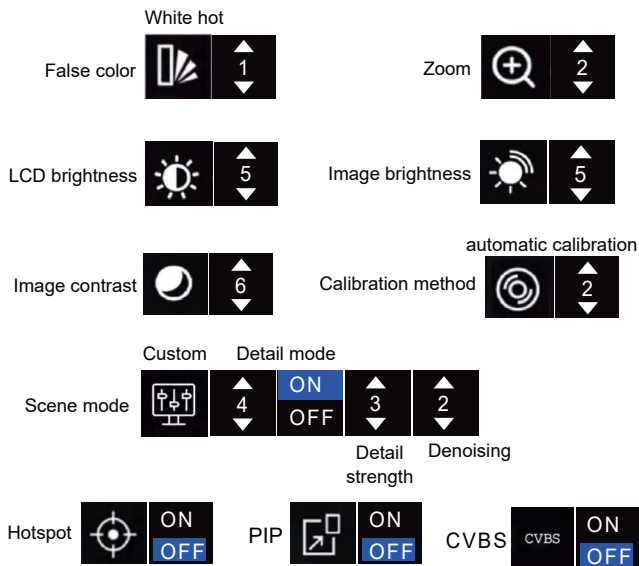 White hot
False color 1
Zoom 2
LCD brightness 5
Image brightness 5
automatic calibration
Image contrast 6
Calibration method 2
Custom Detail mode
Scene mode 4 ON OFF 3 2
Detail strength
Denoising
Hotspot ON OFF
PIP ON OFF
CVBS CVBS ON OFF